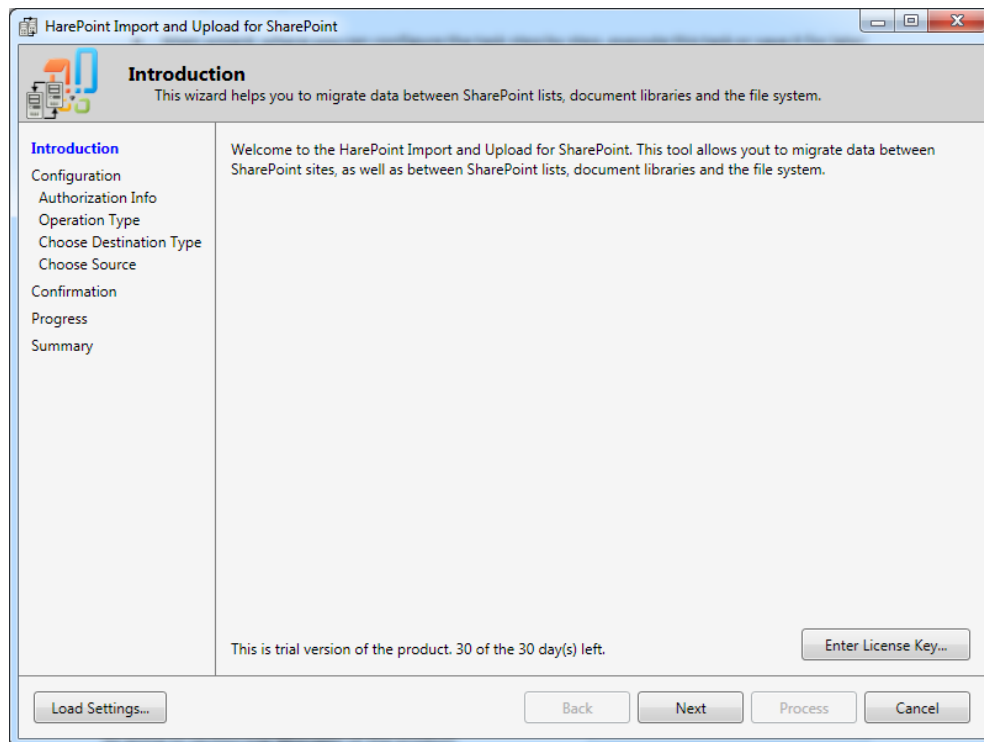 HarePoint Import and Upload for SharePoint
Introduction
This wizard helps you to migrate data between SharePoint lists, document libraries and the file system.
Introduction
Configuration
Authorization Info
Operation Type
Choose Destination Type
Choose Source
Confirmation
Progress
Summary
Welcome to the HarePoint Import and Upload for SharePoint. This tool allows yout to migrate data between
SharePoint sites, as well as between SharePoint lists, document libraries and the file system.
This is trial version of the product. 30 of the 30 day(s) left.
Enter License Key...
Load Settings...
Back
Next
Process
Cancel